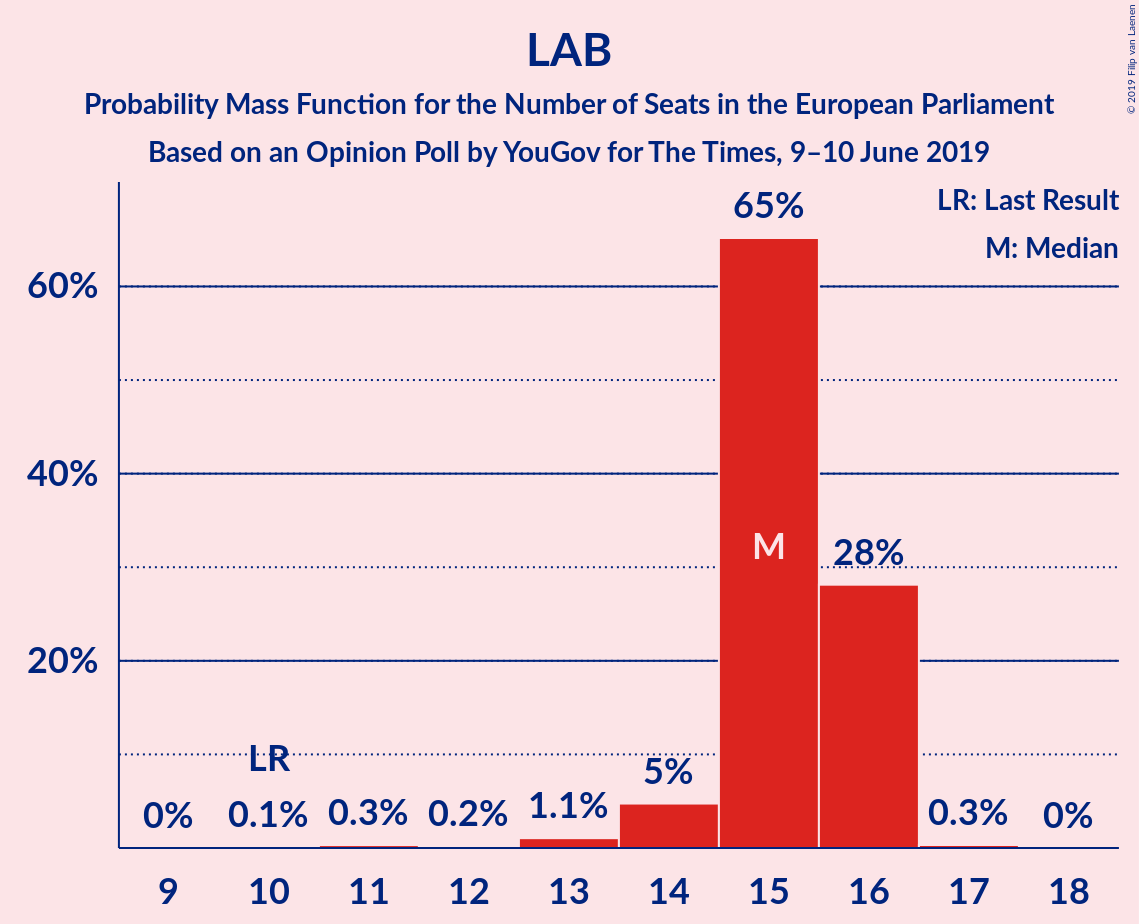 LAB
Probability Mass Function for the Number of Seats in the European Parliament
Based on an Opinion Poll by YouGov for The Times, 9–10 June 2019
© 2019 Filip van Laenen
LR: Last Result
M: Median
65%
60%
40%
M
28%
20%
LR
5%
0% 0.1% 0.3% 0.2% 1.1% 0.3% 0%
9 10 11 12 13 14 15 16 17 18